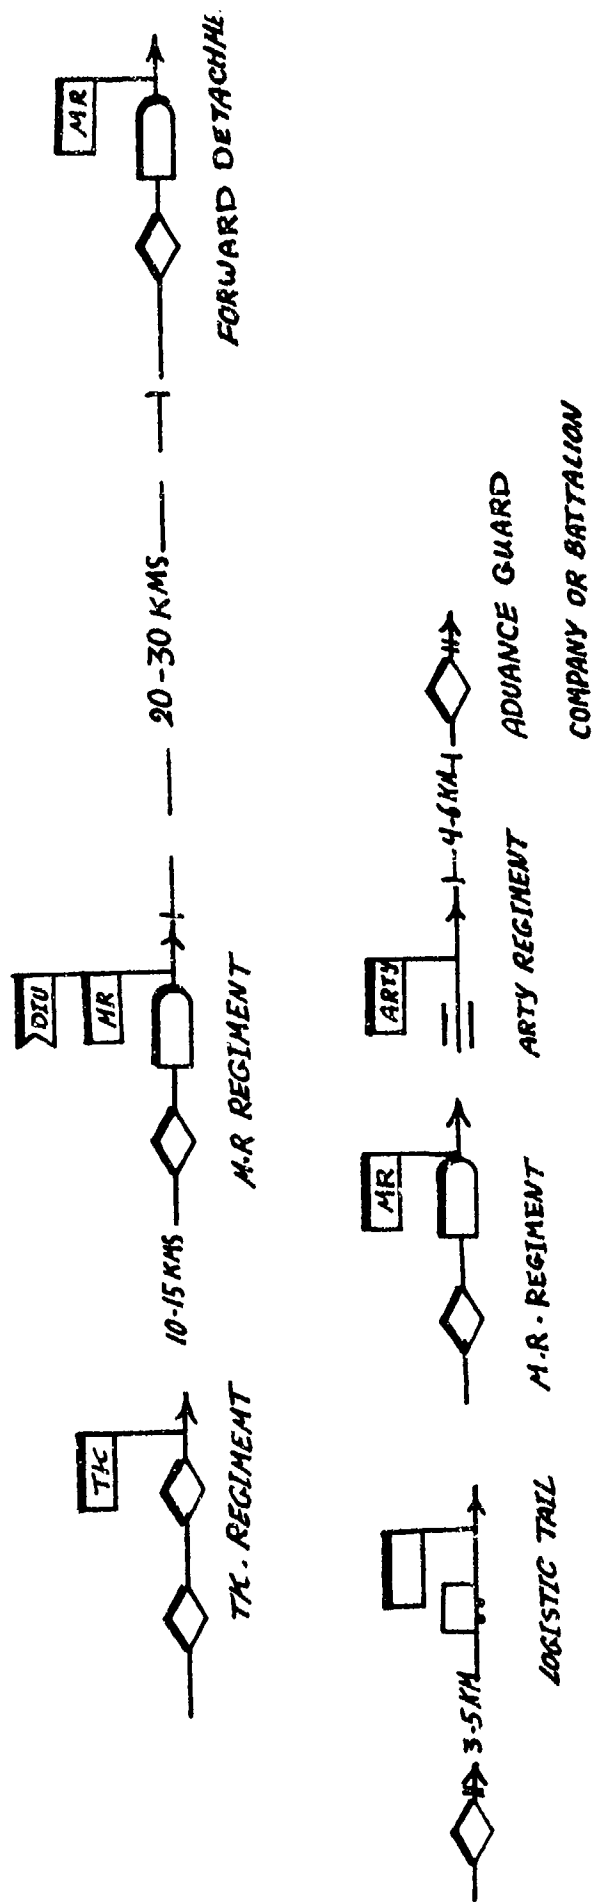 TK
DIV
MR
MR
10-15 KMS
20-30 KMS
TK. REGIMENT
M.R REGIMENT
FORWARD DETACHME
MR
ARTY
3-5 KM
4-6 KM
LOGISTIC TAIL
M.R. REGIMENT
ARTY REGIMENT
ADVANCE GUARD
COMPANY OR BATTALION